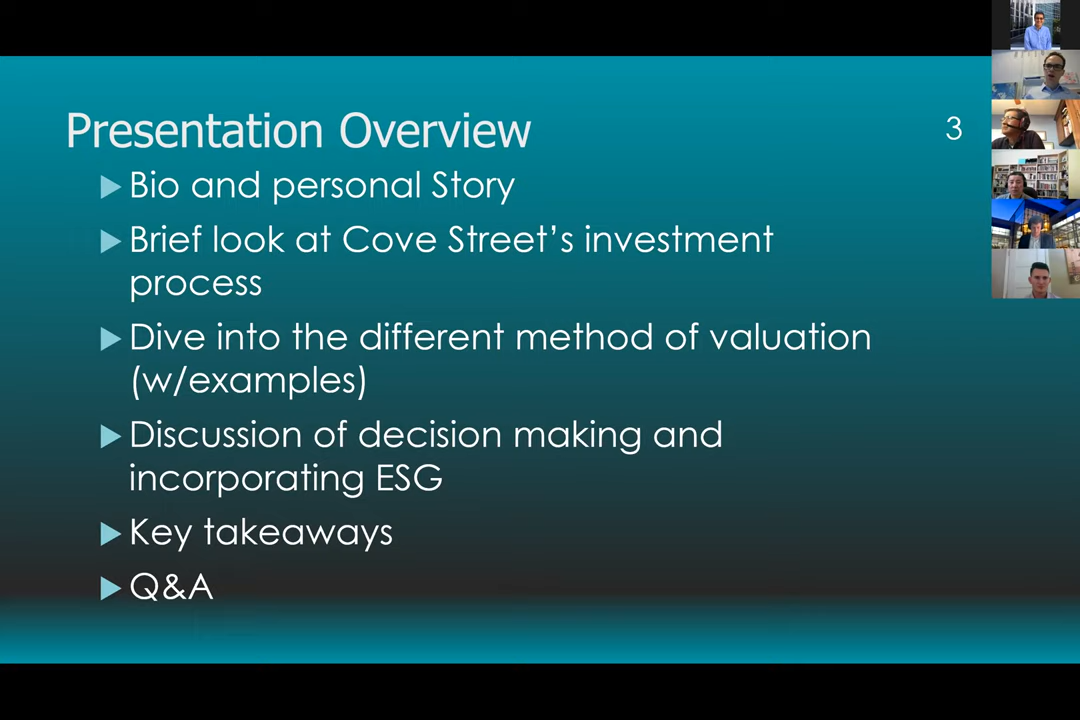 Presentation Overview
3
Bio and personal Story
Brief look at Cove Street’s investment
process
Dive into the different method of valuation
(w/examples)
Discussion of decision making and
incorporating ESG
Key takeaways
Q&A